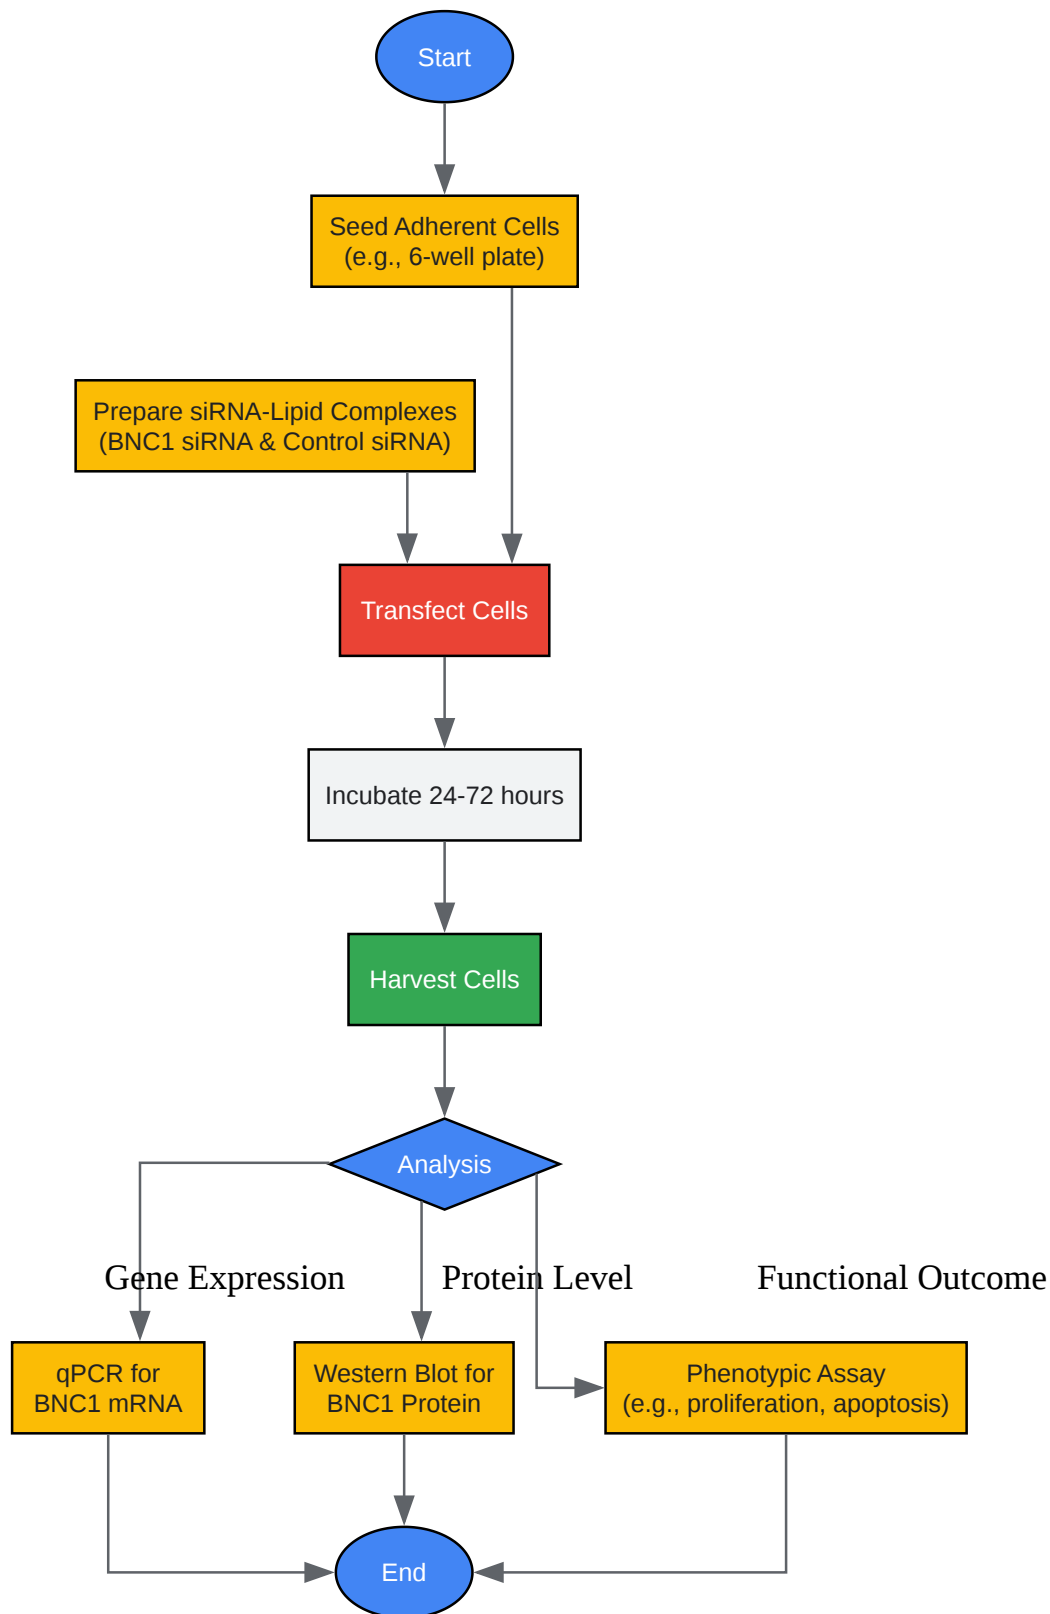 Start
Seed Adherent Cells
(e.g., 6-well plate)
Prepare siRNA-Lipid Complexes
(BNC1 siRNA & Control siRNA)
Transfect Cells
Incubate 24-72 hours
Harvest Cells
Analysis
Gene Expression
Protein Level
Functional Outcome
qPCR for
BNC1 mRNA
Western Blot for
BNC1 Protein
Phenotypic Assay
(e.g., proliferation, apoptosis)
End